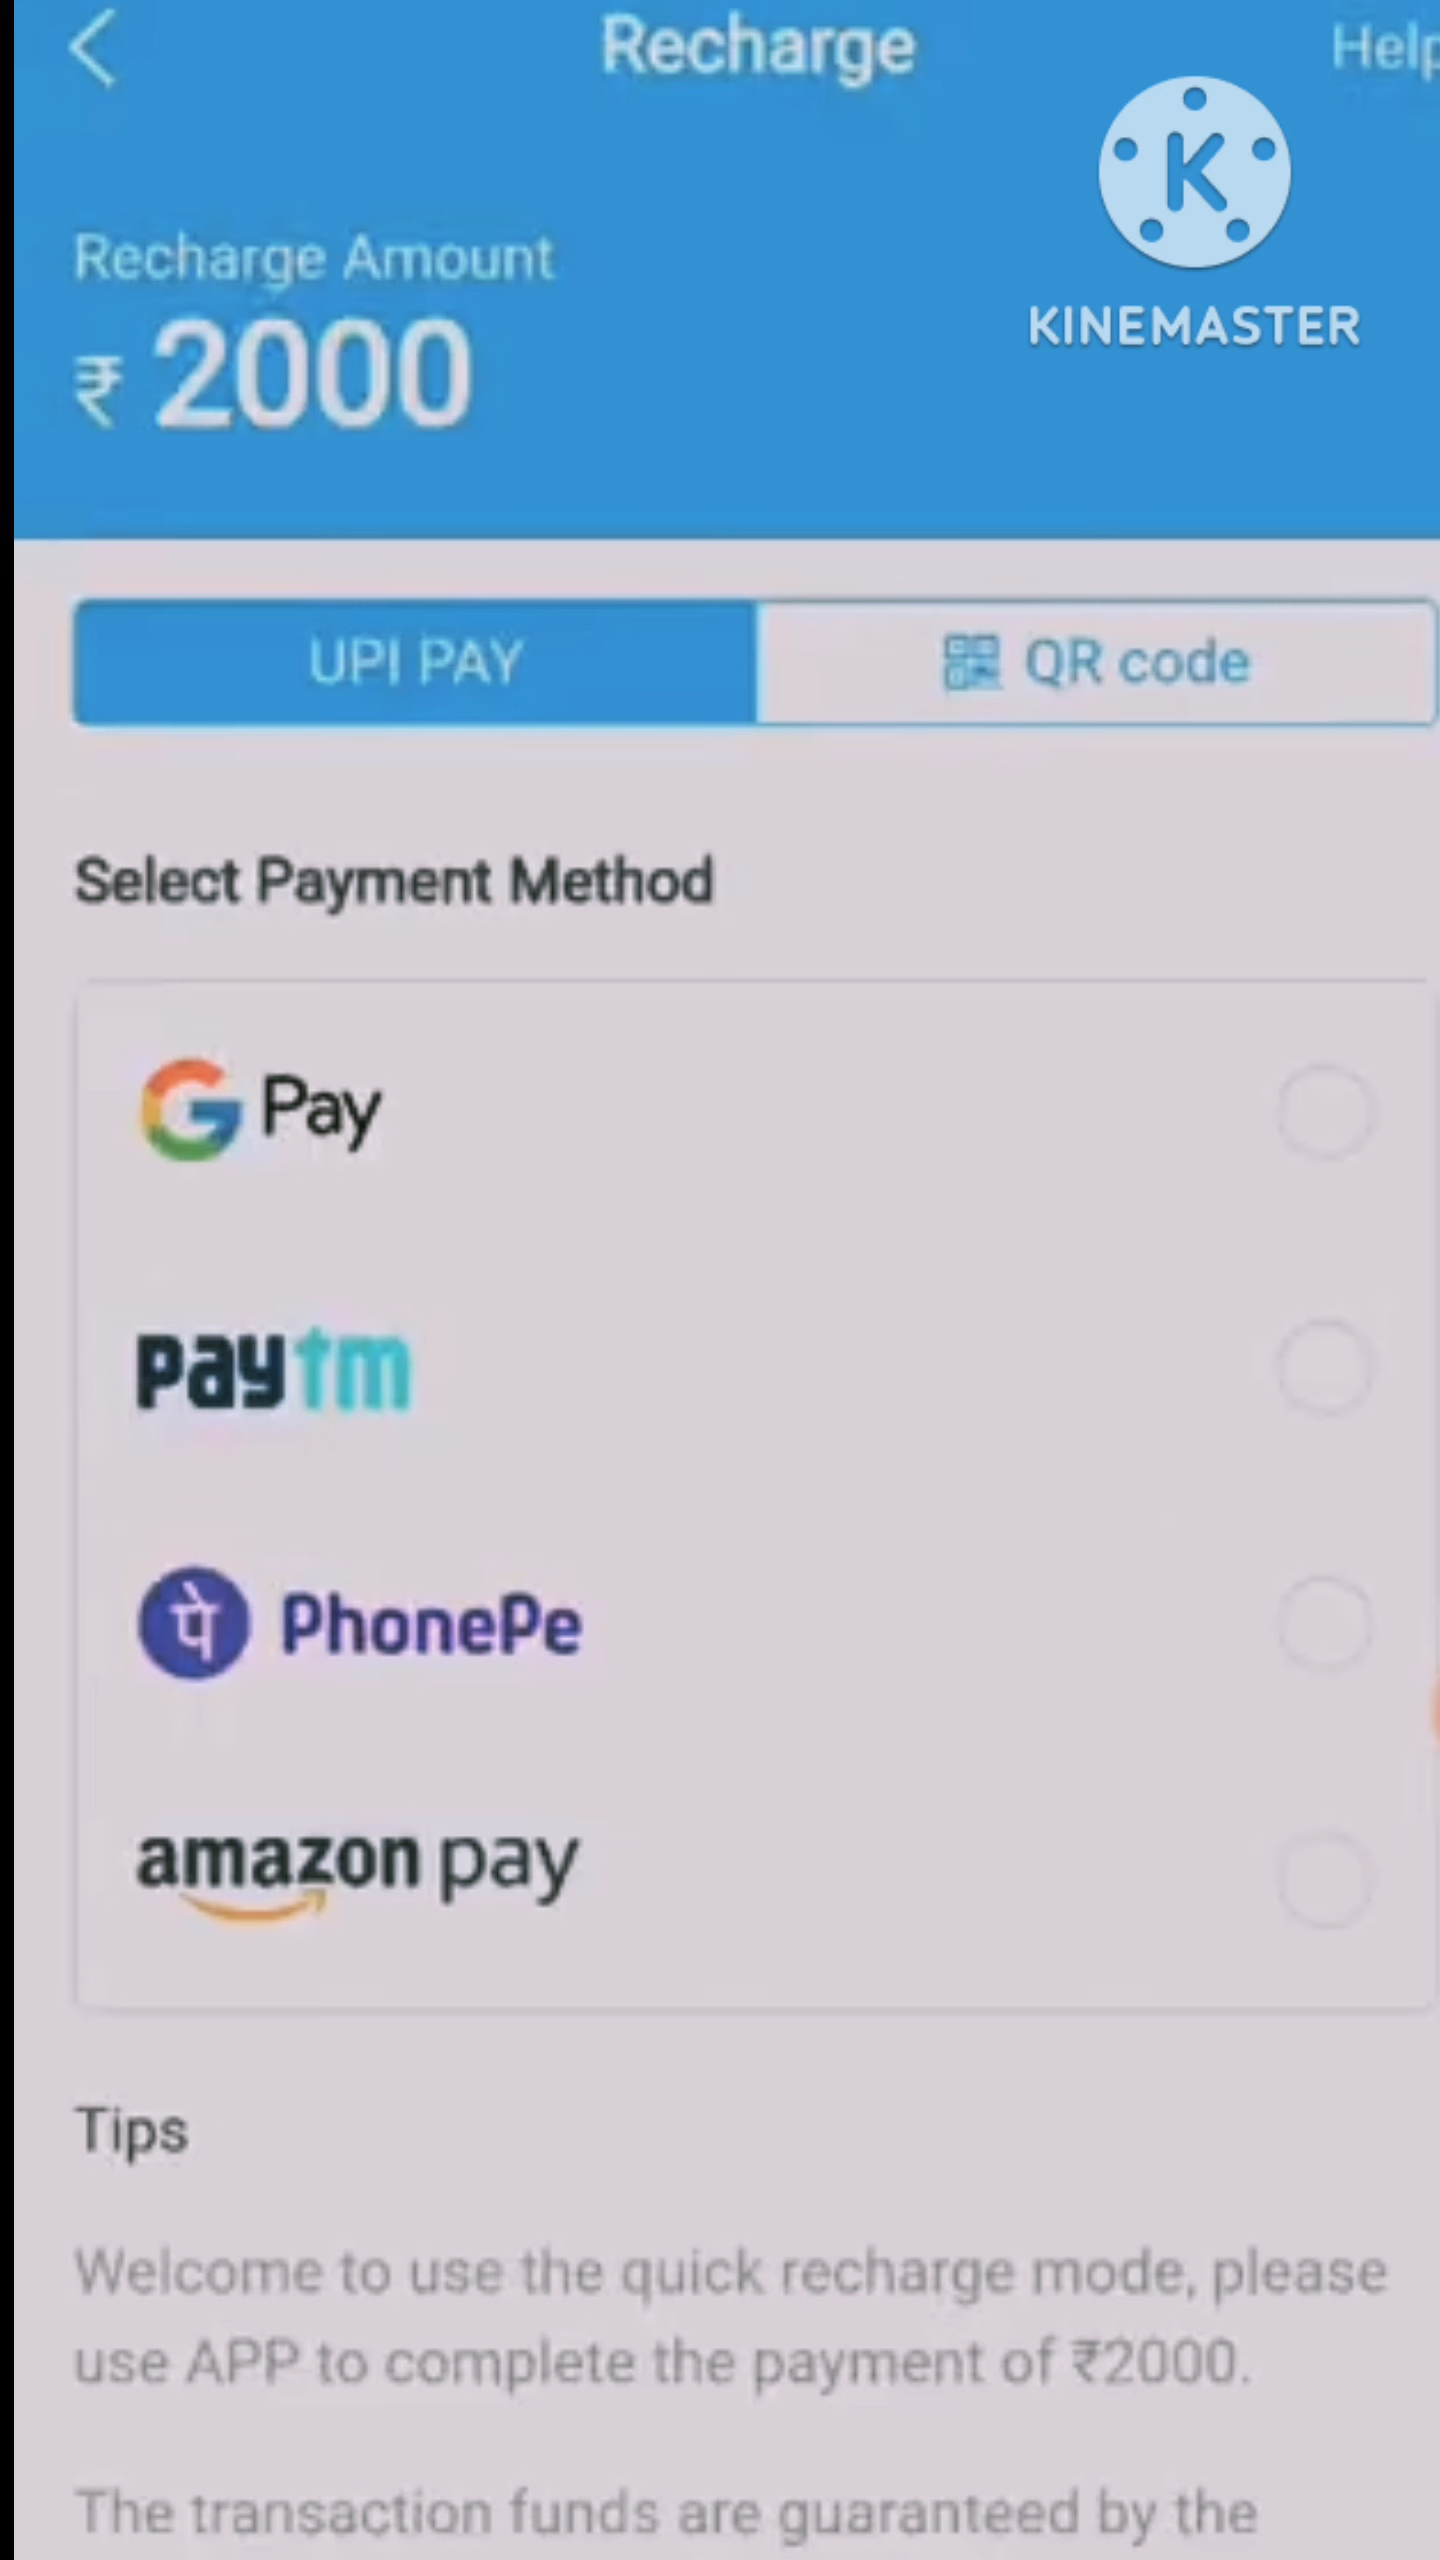 Recharge
Help
KINEMASTER
Recharge Amount
₹ 2000
UPI PAY
QR code
Select Payment Method
G Pay
paytm
पे PhonePe
amazon pay
Tips
Welcome to use the quick recharge mode, please
use APP to complete the payment of ₹2000.
The transaction funds are guaranteed by the